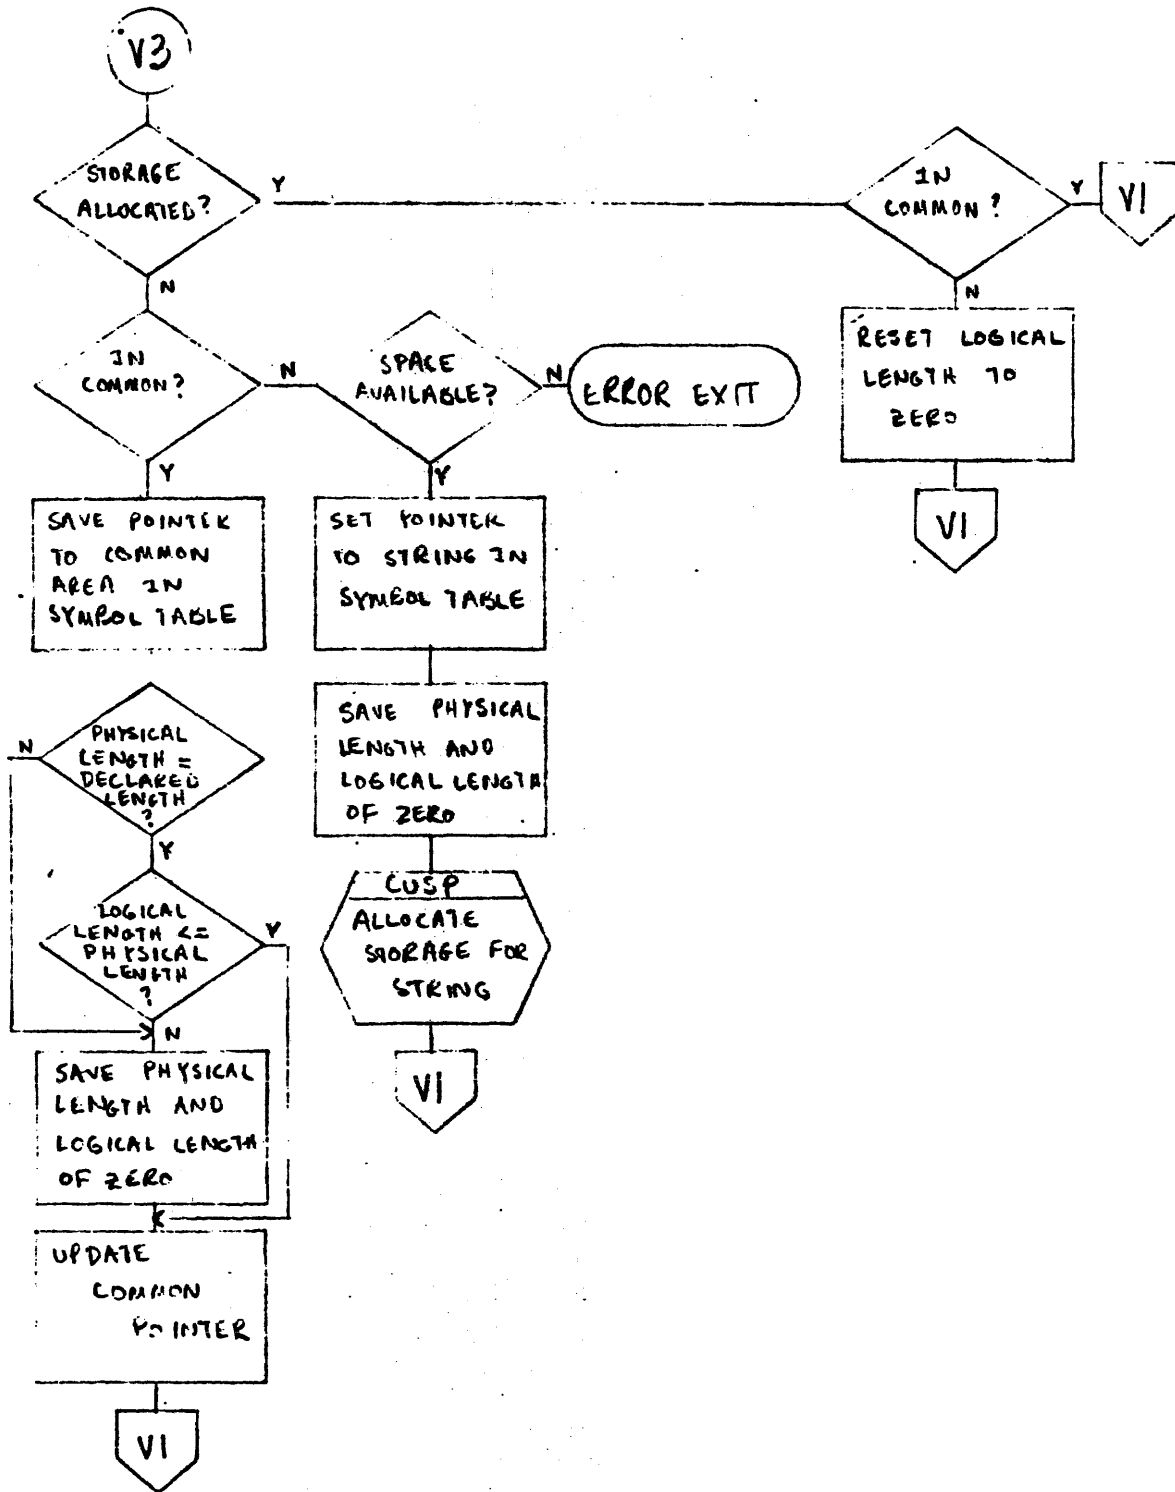 V3
STORAGE
ALLOCATED?
Y
N
IN
COMMON?
Y
V1
N
RESET LOGICAL
LENGTH TO
ZERO
V1
IN
COMMON?
N
Y
SPACE
AVAILABLE?
N
ERROR EXIT
Y
SAVE POINTER
TO COMMON
AREA IN
SYMBOL TABLE
SET POINTER
TO STRING IN
SYMBOL TABLE
PHYSICAL
LENGTH =
DECLARED
LENGTH
?
N
Y
SAVE PHYSICAL
LENGTH AND
LOGICAL LENGTH
OF ZERO
LOGICAL
LENGTH <=
PHYSICAL
LENGTH
?
Y
N
CUSP
ALLOCATE
STORAGE FOR
STRING
V1
SAVE PHYSICAL
LENGTH AND
LOGICAL LENGTH
OF ZERO
UPDATE
COMMON
POINTER
V1